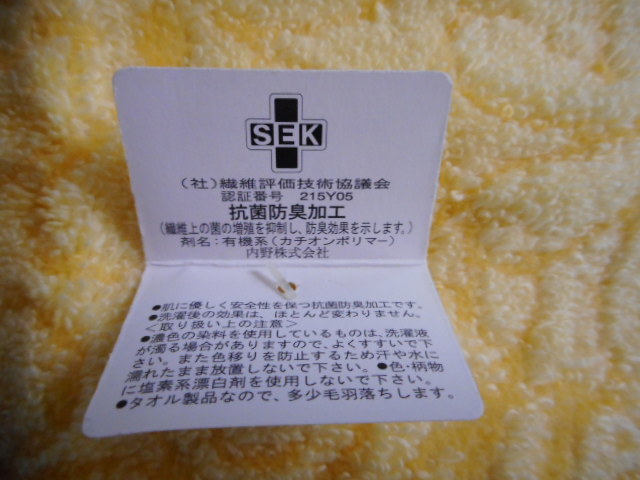 SEK
（社）繊維評価技術協議会
認証番号 215Y05
抗菌防臭加工
（繊維上の菌の増殖を抑制し、防臭効果を示します。）
剤名：有機系（カチオンポリマー）
内野株式会社
●肌に優しく安全性を保つ抗菌防臭加工です。
●洗濯後の効果は、ほとんど変わりません。
＜取り扱い上の注意＞
●濃色の染料を使用しているものは、洗濯液
が濁る場合がありますので、よくすすいで下
さい。また色移りを防止するため汗や水に
濡れたまま放置しないで下さい。●色・柄物
に塩素系漂白剤を使用しないで下さい。
●タオル製品なので、多少毛羽落ちします。